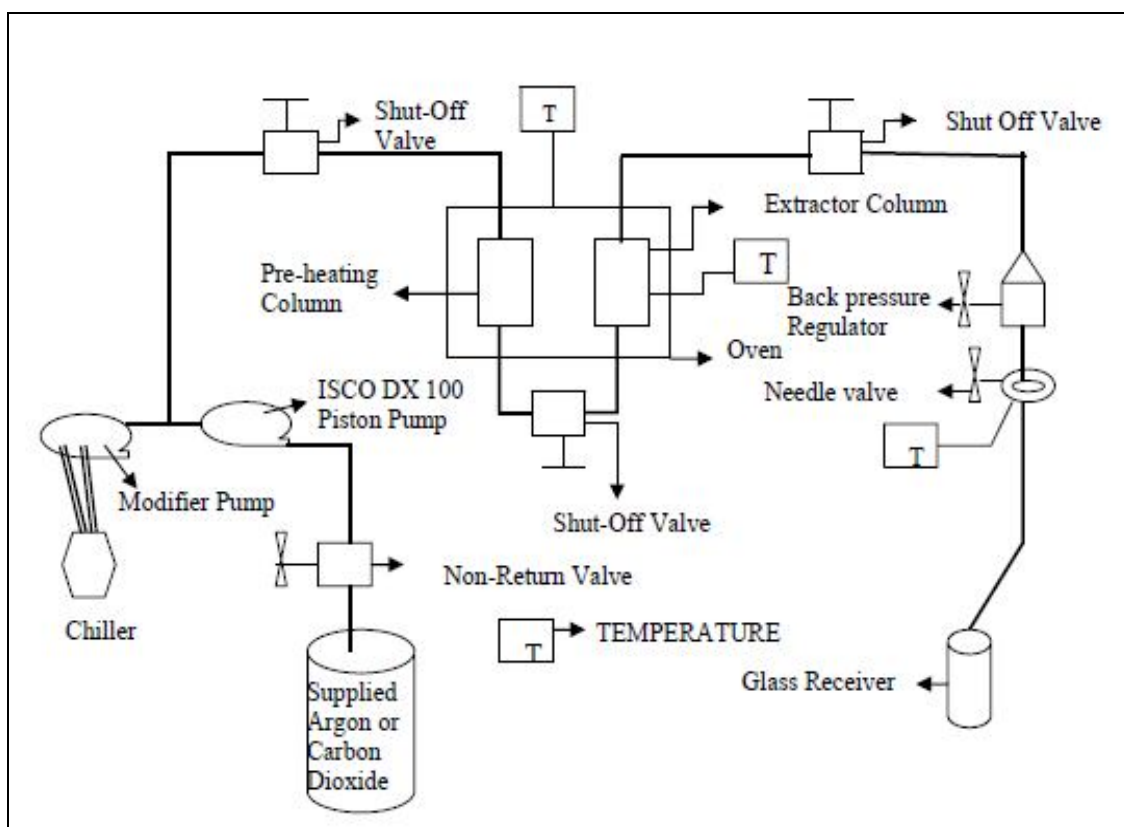 Shut-Off
Valve
T
Shut Off Valve
Extractor Column
T
Pre-heating
Column
Back pressure
Regulator
Oven
Needle valve
T
ISCO DX 100
Piston Pump
Modifier Pump
Shut-Off Valve
Non-Return Valve
Chiller
T
TEMPERATURE
Glass Receiver
Supplied
Argon or
Carbon
Dioxide